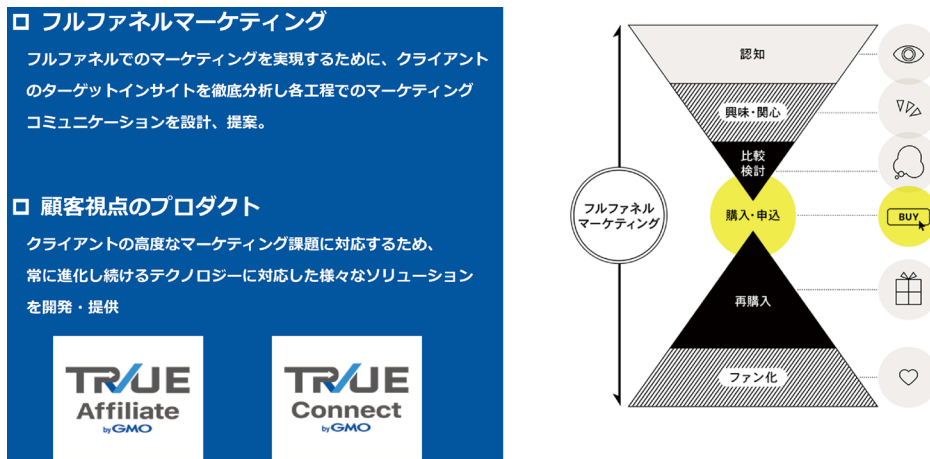 フルファネルマーケティング
フルファネルでのマーケティングを実現するために、クライアント
のターゲットインサイトを徹底分析し各工程でのマーケティング
コミュニケーションを設計、提案。
顧客視点のプロダクト
クライアントの高度なマーケティング課題に対応するため、
常に進化し続けるテクノロジーに対応した様々なソリューション
を開発・提供
TRUE
Affiliate
by GMO
TRUE
Connect
by GMO
フルファネル
マーケティング
認知
興味・関心
比較
検討
購入・申込
再購入
ファン化
BUY